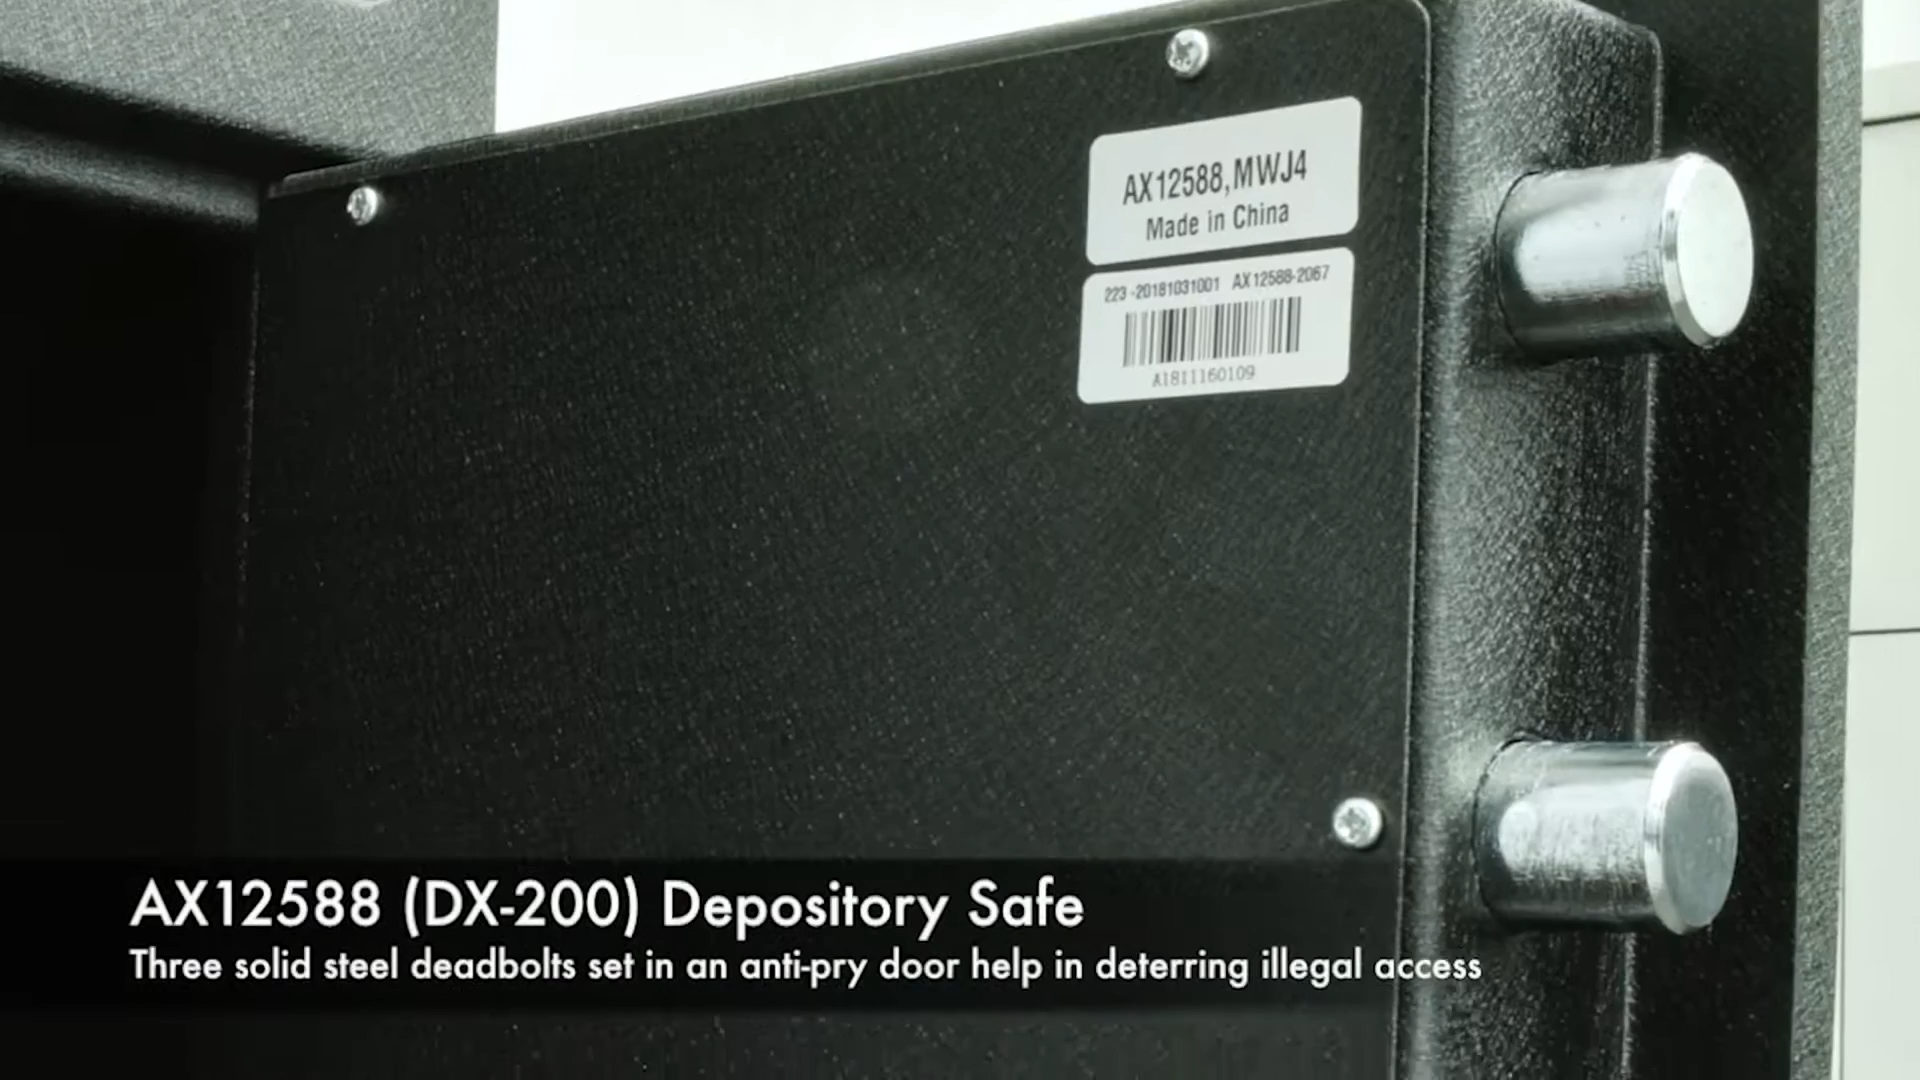 AX12588,MWJ4
Made in China
223-20181031001 AX12588-2067
A1811160109
AX12588 (DX-200) Depository Safe
Three solid steel deadbolts set in an anti-pry door help in deterring illegal access